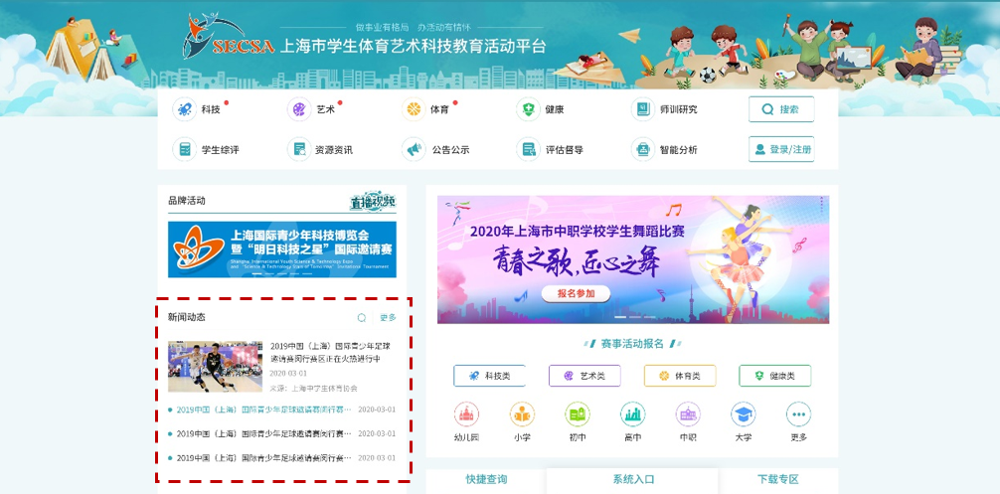 SECSA
做事业有格局 办活动有情怀
上海市学生体育艺术科技教育活动平台
科技
艺术
体育
健康
师训研究
搜索
学生综评
资源资讯
公告公示
评估督导
智能分析
登录/注册
品牌活动
直播视频
上海国际青少年科技博览会
暨“明日科技之星”国际邀请赛
Shanghai International Youth Science & Technology Expo
and “Science & Technology Stars of Tomorrow” Invitational Tournament
2020年上海市中职学校学生舞蹈比赛
青春之歌，匠心之舞
报名参加
新闻动态
更多
2019中国（上海）国际青少年足球
邀请赛闵行赛区正在火热进行中
2020-03-01
来源：上海中学生体育协会
2019中国（上海）国际青少年足球邀请赛闵行赛… 2020-03-01
2019中国（上海）国际青少年足球邀请赛闵行赛… 2020-03-01
2019中国（上海）国际青少年足球邀请赛闵行赛… 2020-03-01
赛事活动报名
科技类
艺术类
体育类
健康类
幼儿园
小学
初中
高中
中职
大学
更多
快捷查询
系统入口
下载专区